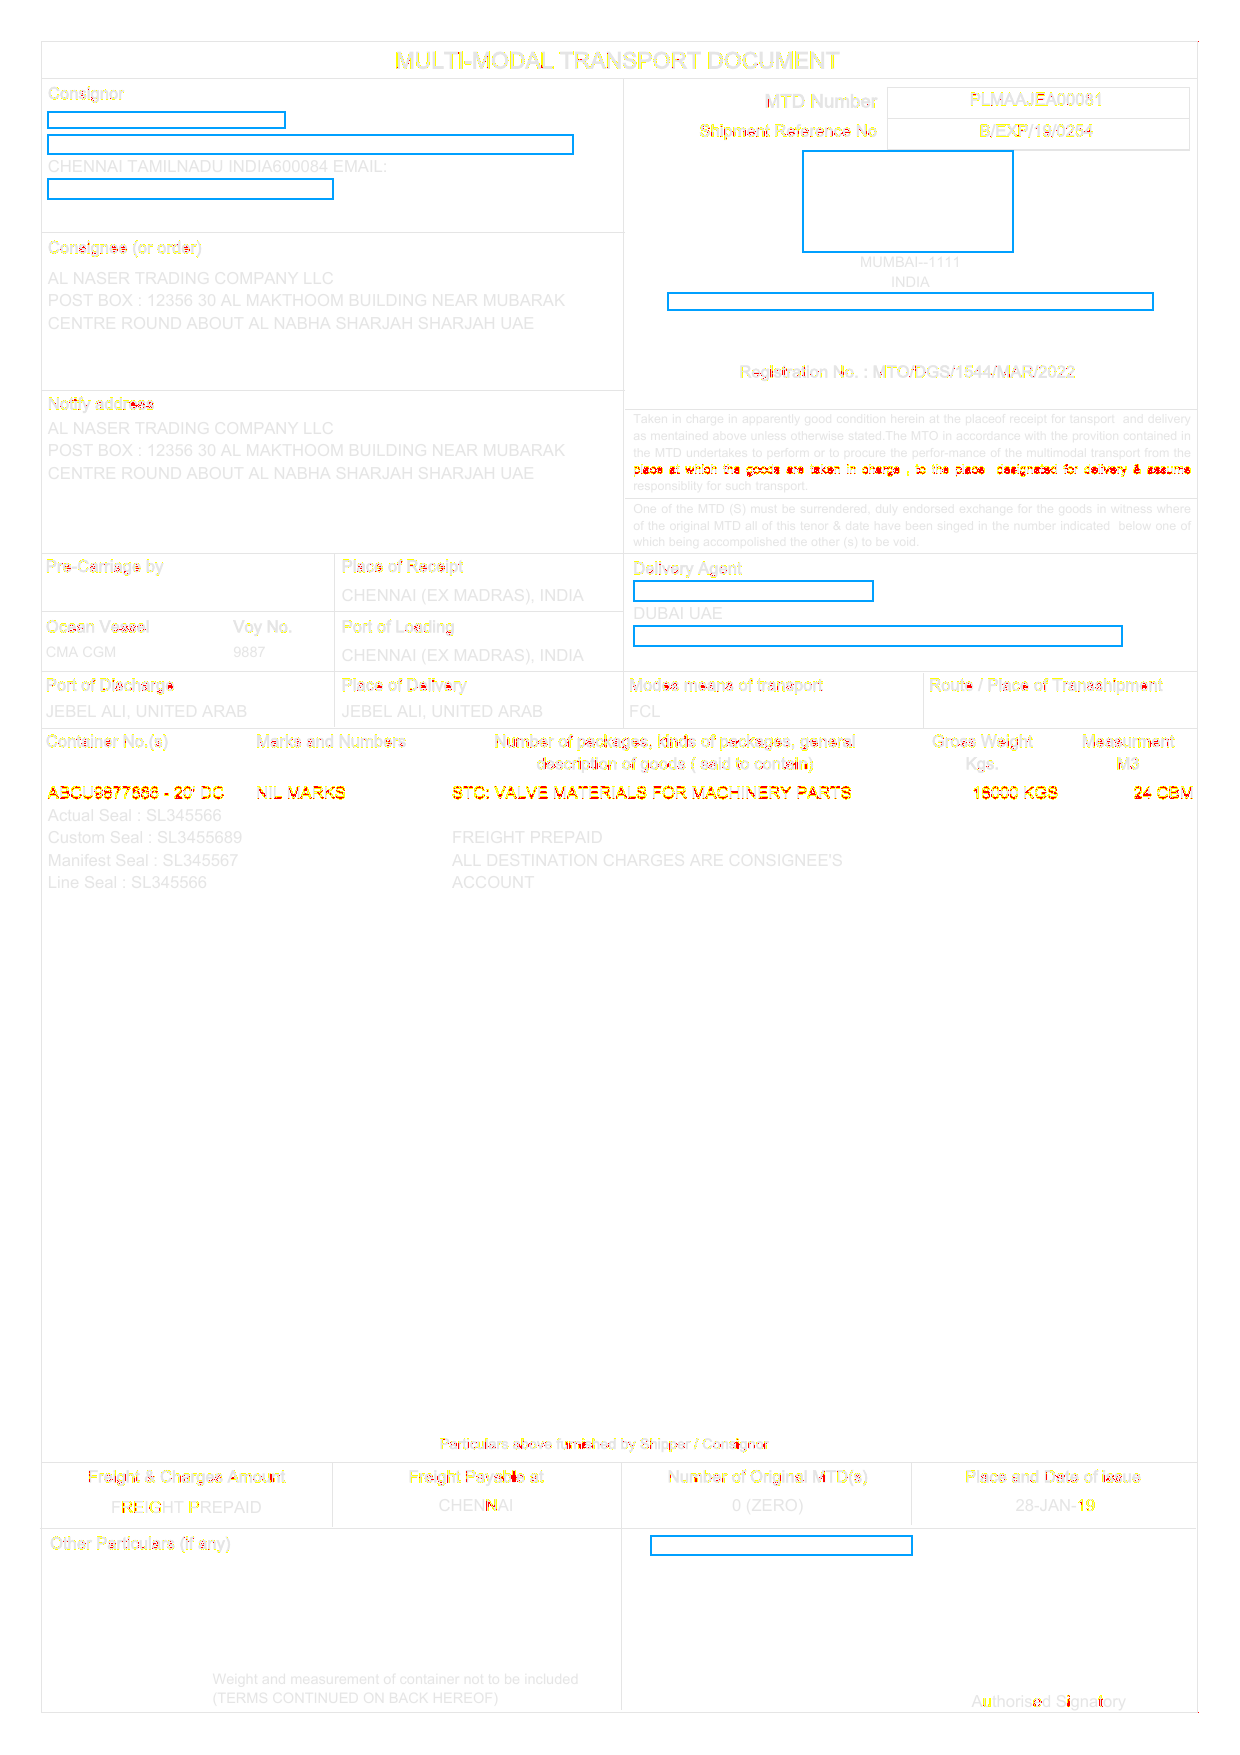 MULTI-MODAL TRANSPORT DOCUMENT
Consignor
CHENNAI TAMILNADU INDIA600084 EMAIL:
MTD Number PLMAAJEA00081
Shipment Reference No B/EXP/19/0254
MUMBAI--1111
INDIA
Registration No. : MTO/DGS/1544/MAR/2022
Consignee (or order)
AL NASER TRADING COMPANY LLC
POST BOX : 12356 30 AL MAKTHOOM BUILDING NEAR MUBARAK
CENTRE ROUND ABOUT AL NABHA SHARJAH SHARJAH UAE
Notify address
AL NASER TRADING COMPANY LLC
POST BOX : 12356 30 AL MAKTHOOM BUILDING NEAR MUBARAK
CENTRE ROUND ABOUT AL NABHA SHARJAH SHARJAH UAE
Taken in charge in apparently good condition herein at the placeof receipt for tansport and delivery
as mentained above unless otherwise stated.The MTO in accordance with the provition contained in
the MTD undertakes to perform or to procure the perfor-mance of the multimodal transport from the
place at which the goods are taken in charge , to the place designated for delivery & assume
responsiblity for such transport.
One of the MTD (S) must be surrendered, duly endorsed exchange for the goods in witness where
of the original MTD all of this tenor & date have been singed in the number indicated below one of
which being accompolished the other (s) to be void.
Pre-Carriage by
Place of Receipt
CHENNAI (EX MADRAS), INDIA
Delivery Agent
DUBAI UAE
Ocean Vessel Voy No.
CMA CGM 9887
Port of Loading
CHENNAI (EX MADRAS), INDIA
Port of Discharge
JEBEL ALI, UNITED ARAB
Place of Delivery
JEBEL ALI, UNITED ARAB
Modes means of transport
FCL
Route / Place of Transhipment
Container No.(s) Marks and Numbers Number of packages, kinds of packages, general Gross Weight Measurment
description of goods ( said to contain) Kgs. M3
ABCU9877886 - 20' DC NIL MARKS STC: VALVE MATERIALS FOR MACHINERY PARTS 18000 KGS 24 CBM
Actual Seal : SL345566
Custom Seal : SL3455689 FREIGHT PREPAID
Manifest Seal : SL345567 ALL DESTINATION CHARGES ARE CONSIGNEE'S
Line Seal : SL345566 ACCOUNT
Particulars above furnished by Shipper / Consignor
Freight & Charges Amount Freight Payable at Number of Original MTD(s) Place and Date of issue
FREIGHT PREPAID CHENNAI 0 (ZERO) 28-JAN-19
Other Particulars (if any)
Weight and measurement of container not to be included
(TERMS CONTINUED ON BACK HEREOF)
Authorised Signatory